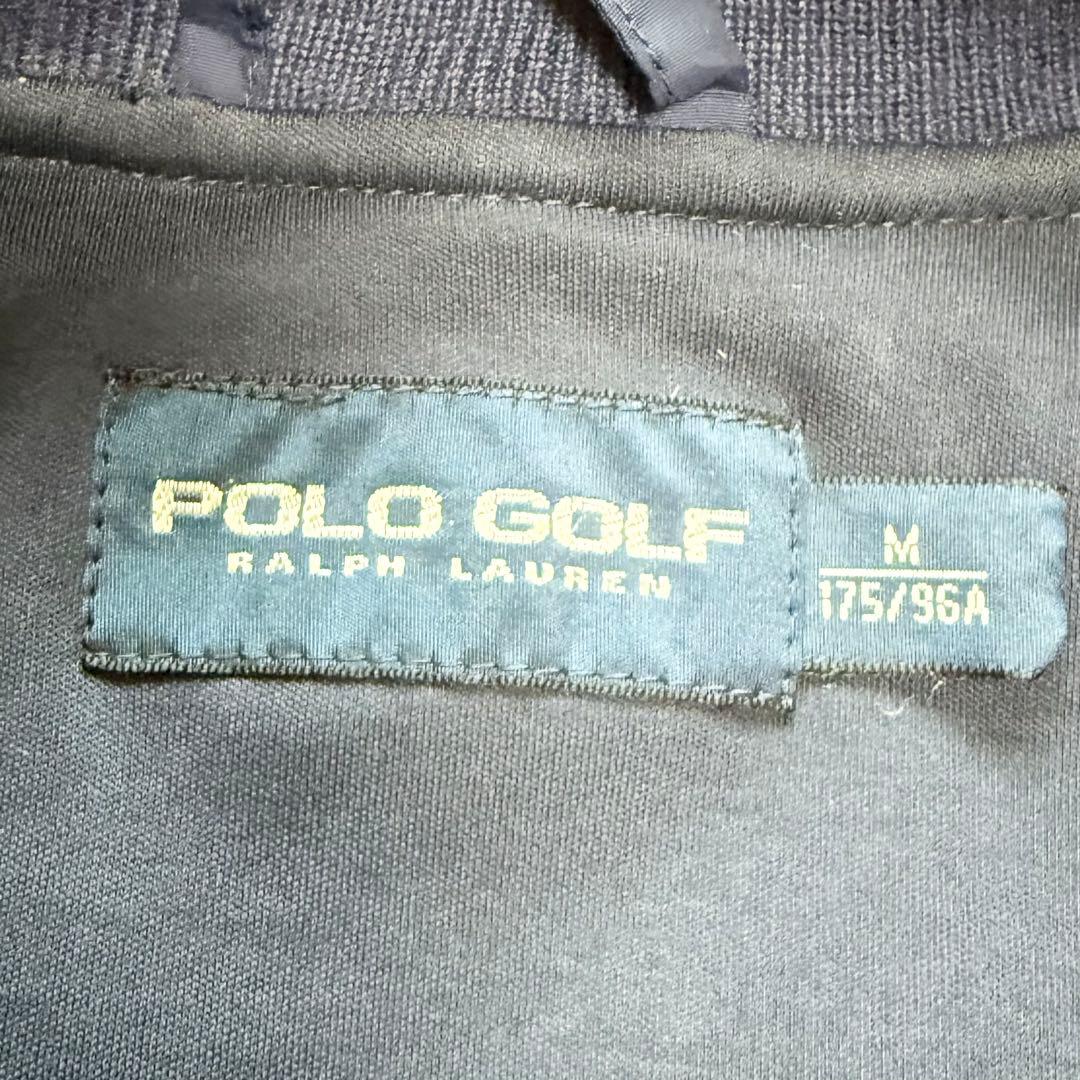 POLO GOLF
RALPH LAUREN
M
175/96A